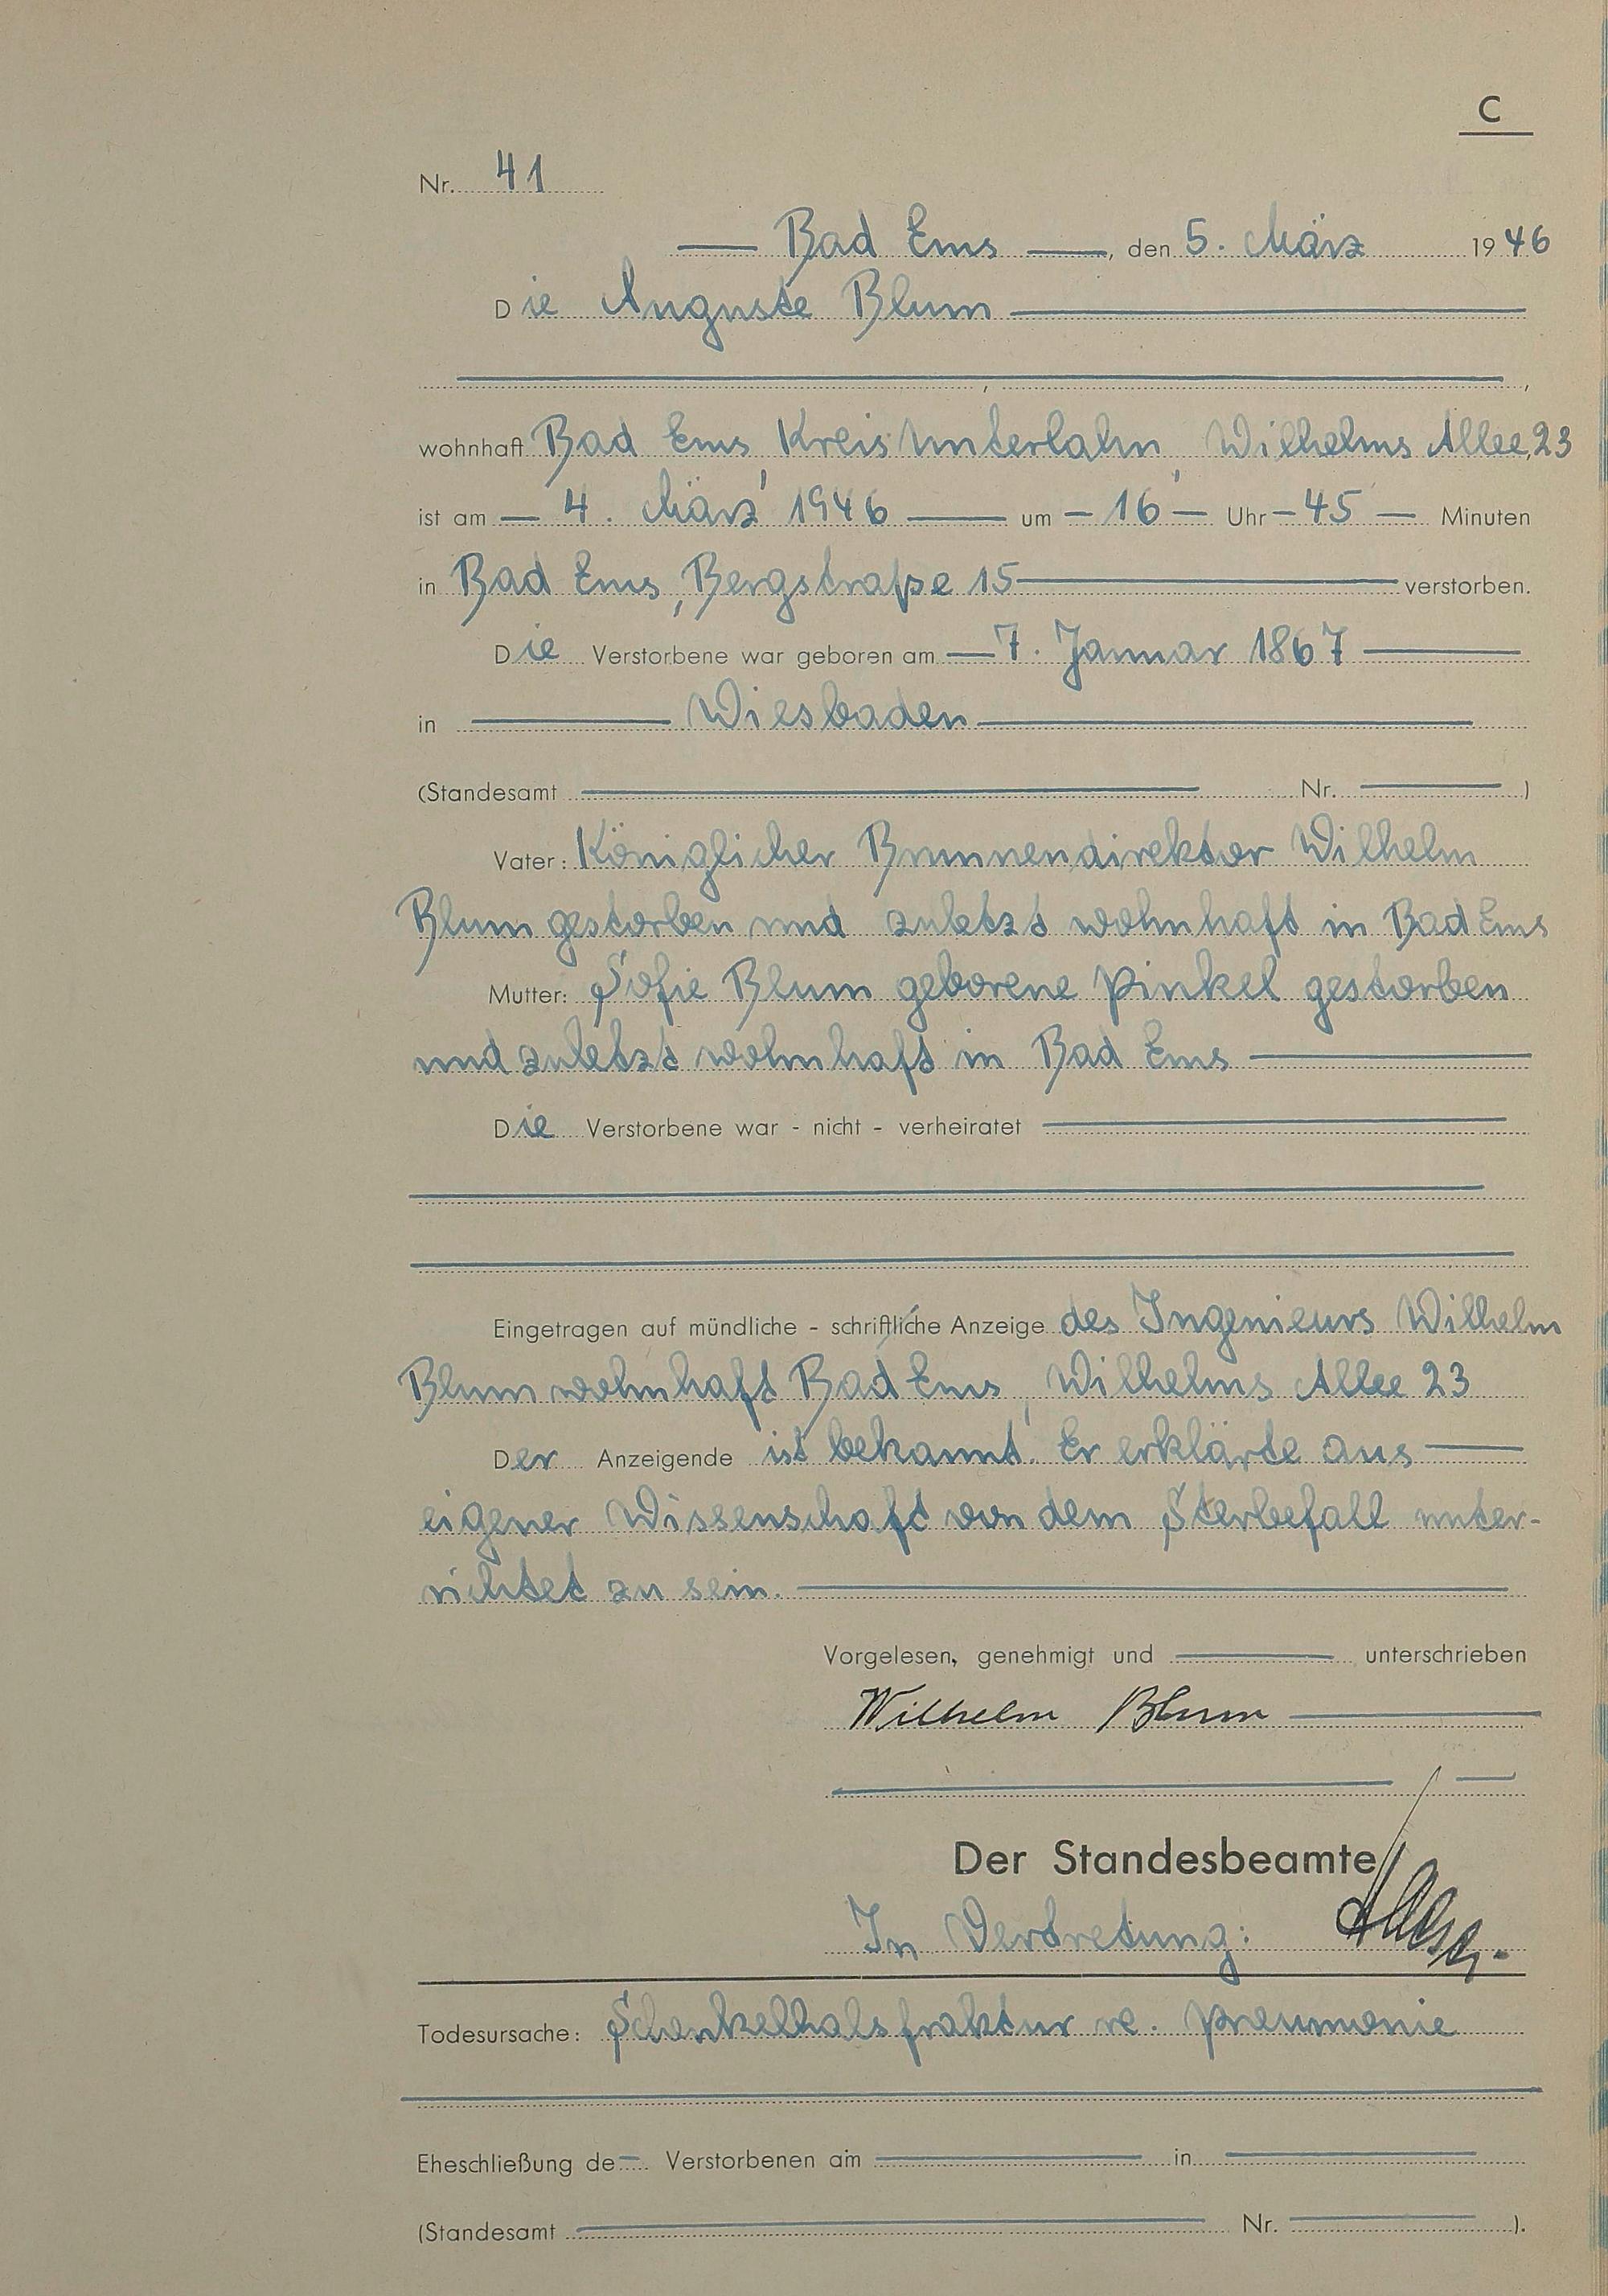 C
Nr. 41
Bad Ems, den 5. März 1946
Die Auguste Blum
,
wohnhaft Bad Ems, Kreis Unterlahn, Wilhelms Allee, 23
ist am 4. März 1946 um 16 Uhr 45 Minuten
in Bad Ems, Bergstraße 15 verstorben.
Die Verstorbene war geboren am 7. Januar 1867
in Wiesbaden
(Standesamt Nr. )
Vater: Königlicher Brunnendirektor Wilhelm
Blum gestorben und zuletzt wohnhaft in Bad Ems
Mutter: Sofie Blum geborene Pinkel gestorben
und zuletzt wohnhaft in Bad Ems
Die Verstorbene war - nicht - verheiratet
Eingetragen auf mündliche - schriftliche Anzeige des Ingenieurs Wilhelm
Blum wohnhaft Bad Ems, Wilhelms Allee 23
Der Anzeigende ist bekannt. Er erklärte aus
eigener Wissenschaft von dem Sterbefall unter-
richtet zu sein.
Vorgelesen, genehmigt und unterschrieben
Wilhelm Blum
Der Standesbeamte
In Vertretung:
Todesursache: Schenkelhalsfraktur re. Pneumonie
Eheschließung de Verstorbenen am in
(Standesamt Nr. ).